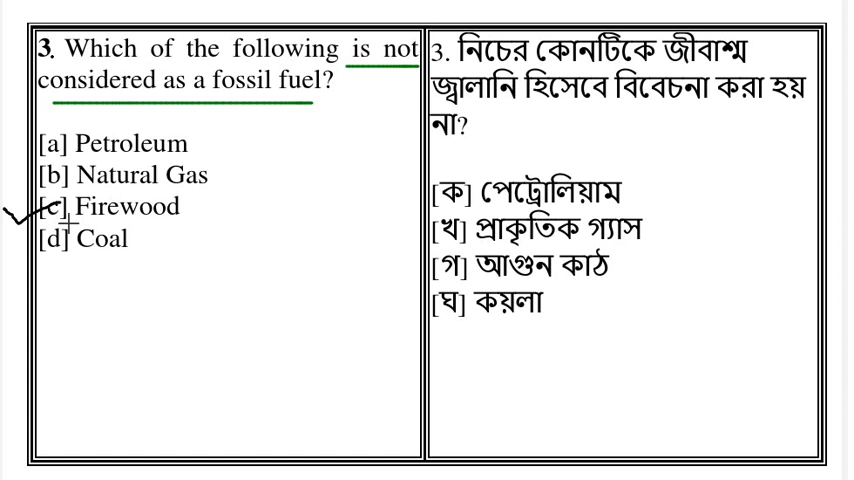 3. Which of the following is not
considered as a fossil fuel?
[a] Petroleum
[b] Natural Gas
[c] Firewood
[d] Coal
3. নিচের কোনটিকে জীবাশ্ম
জ্বালানি হিসেবে বিবেচনা করা হয়
না?
[ক] পেট্রোলিয়াম
[খ] প্রাকৃতিক গ্যাস
[গ] আগুন কাঠ
[ঘ] কয়লা